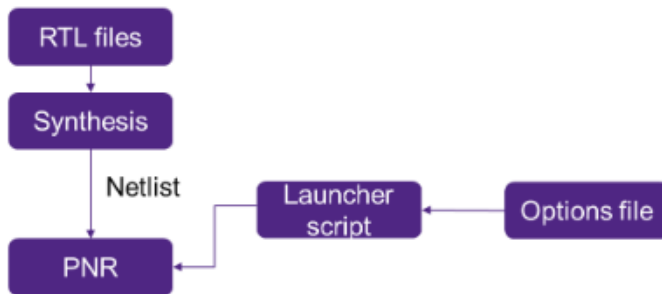 RTL files
Synthesis
Netlist
Launcher
script
Options file
PNR